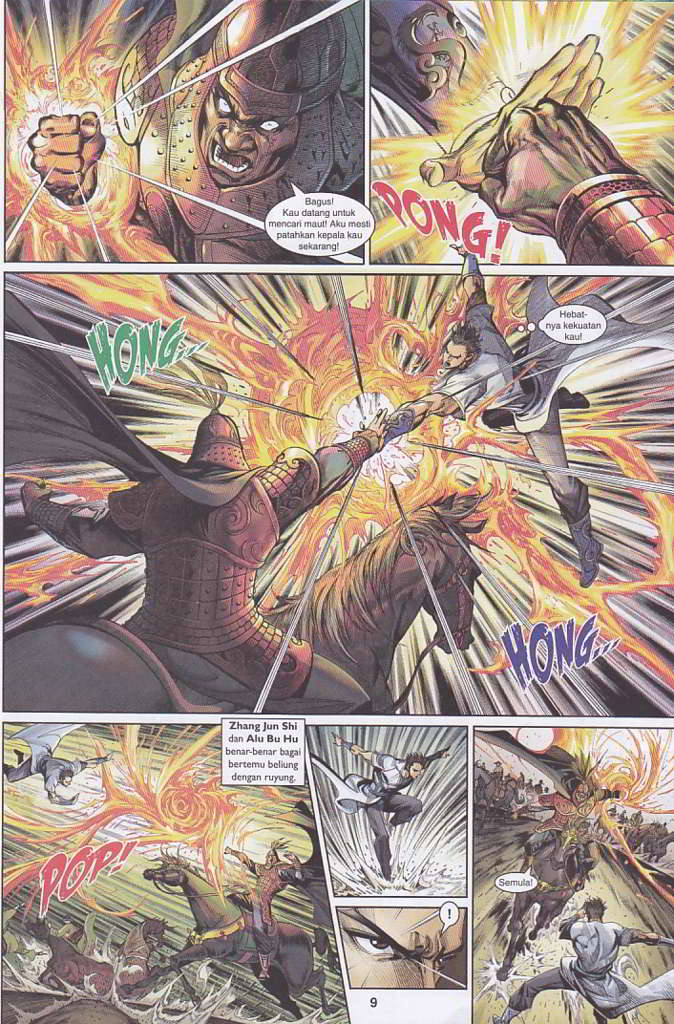 Bagus!
Kau datang untuk
mencari maut! Aku mesti
patahkan kepala kau
sekarang!
PONG!
HONG...
Hebat-
nya kekuatan
kau!
HONG...
Zhang Jun Shi
dan Alu Bu Hu
benar-benar bagai
bertemu beliung
dengan ruyung.
POP!
!
Semula!
9